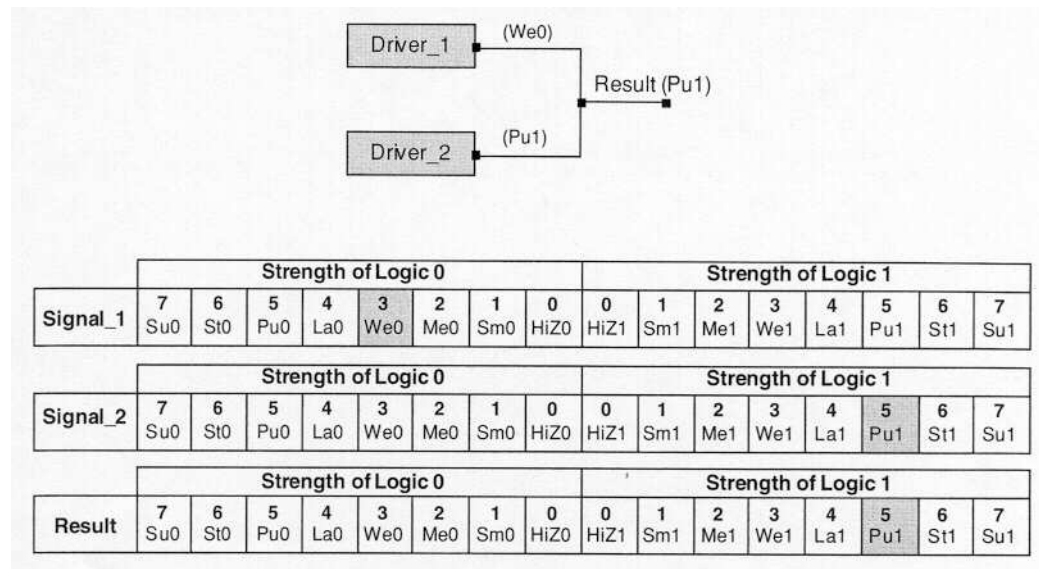 Driver_1
(We0)
Result (Pu1)
Driver_2
(Pu1)
Strength of Logic 0 Strength of Logic 1
Signal_1
7 6 5 4 3 2 1 0 0 1 2 3 4 5 6 7
Su0 St0 Pu0 La0 We0 Me0 Sm0 HiZ0 HiZ1 Sm1 Me1 We1 La1 Pu1 St1 Su1
Strength of Logic 0 Strength of Logic 1
Signal_2
7 6 5 4 3 2 1 0 0 1 2 3 4 5 6 7
Su0 St0 Pu0 La0 We0 Me0 Sm0 HiZ0 HiZ1 Sm1 Me1 We1 La1 Pu1 St1 Su1
Strength of Logic 0 Strength of Logic 1
Result
7 6 5 4 3 2 1 0 0 1 2 3 4 5 6 7
Su0 St0 Pu0 La0 We0 Me0 Sm0 HiZ0 HiZ1 Sm1 Me1 We1 La1 Pu1 St1 Su1